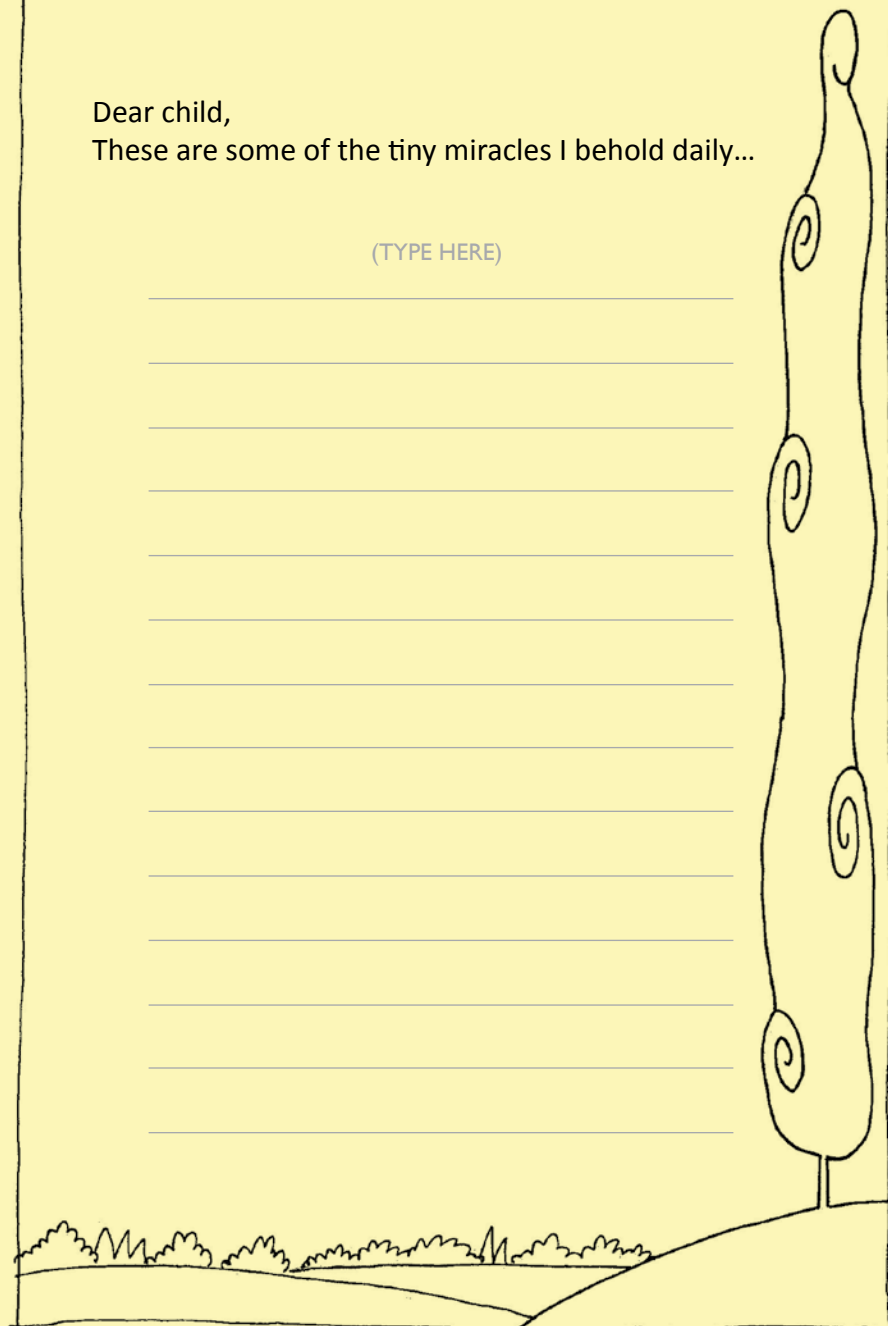 Dear child,
These are some of the tiny miracles I behold daily…
(TYPE HERE)